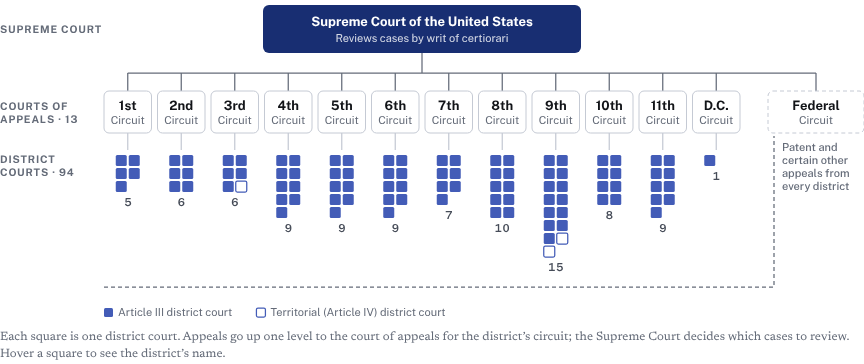 SUPREME COURT
Supreme Court of the United States
Reviews cases by writ of certiorari
COURTS OF
APPEALS · 13
1st
Circuit
2nd
Circuit
3rd
Circuit
4th
Circuit
5th
Circuit
6th
Circuit
7th
Circuit
8th
Circuit
9th
Circuit
10th
Circuit
11th
Circuit
D.C.
Circuit
Federal
Circuit
DISTRICT
COURTS · 94
5
6
6
9
9
9
7
10
15
8
9
1
Patent and
certain other
appeals from
every district
Article III district court
Territorial (Article IV) district court
Each square is one district court. Appeals go up one level to the court of appeals for the district’s circuit; the Supreme Court decides which cases to review.
Hover a square to see the district’s name.